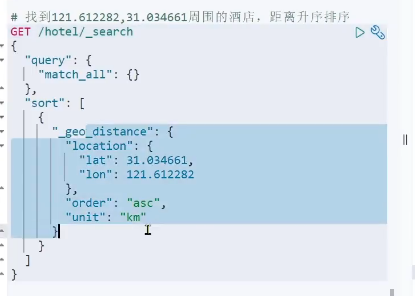 # 找到121.612282,31.034661周围的酒店，距离升序排序
GET /hotel/_search
{
  "query": {
    "match_all": {}
  },
  "sort": [
    {
      "_geo_distance": {
        "location": {
          "lat": 31.034661,
          "lon": 121.612282
        },
        "order": "asc",
        "unit": "km"
      }
    }
  ]
}